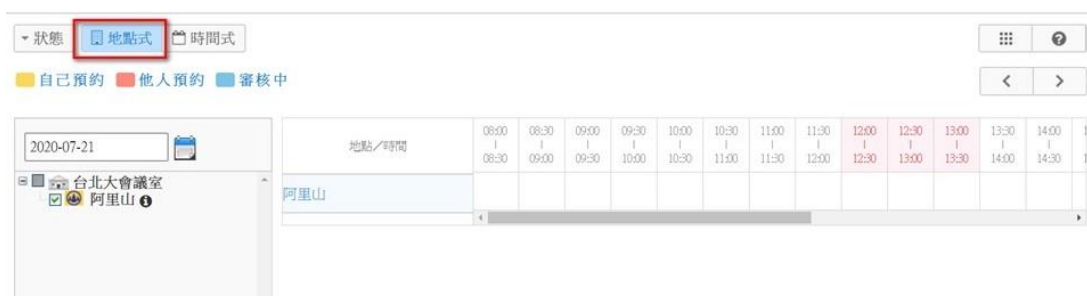 狀態 地點式 時間式
自己預約 他人預約 審核中
2020-07-21
台北大會議室
阿里山
地點／時間 08:00 | 08:30 08:30 | 09:00 09:00 | 09:30 09:30 | 10:00 10:00 | 10:30 10:30 | 11:00 11:00 | 11:30 11:30 | 12:00 12:00 | 12:30 12:30 | 13:00 13:00 | 13:30 13:30 | 14:00 14:00 | 14:30
阿里山